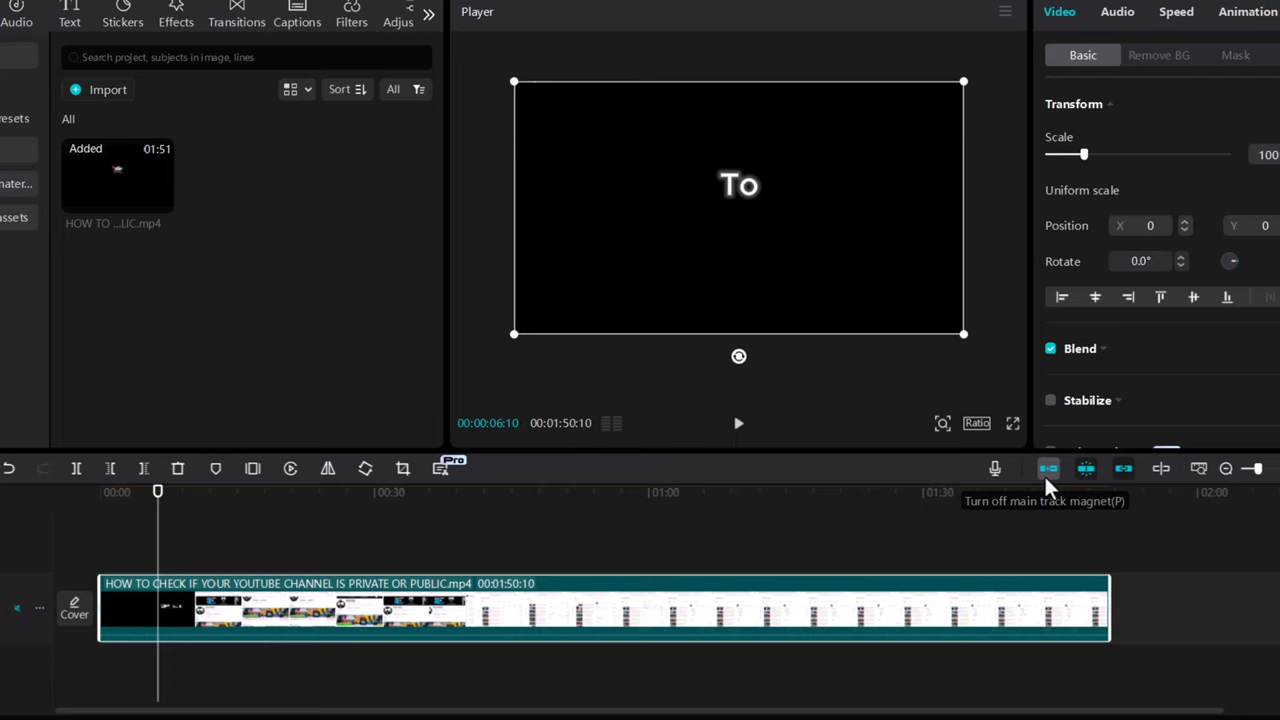 Audio Text Stickers Effects Transitions Captions Filters Adjus
Player
Video Audio Speed Animation
Search project, subjects in image, lines
Basic Remove BG Mask
Import Sort All
Transform
resets
All
Scale
Added 01:51
To
100
mater...
Uniform scale
assets
HOW TO ...LIC.mp4
Position X 0 Y 0
Rotate 0.0°
Blend
Stabilize
00:00:06:10 00:01:50:10
Ratio
Pro
00:00 00:30 01:00 01:30 02:00
Turn off main track magnet(P)
HOW TO CHECK IF YOUR YOUTUBE CHANNEL IS PRIVATE OR PUBLIC.mp4 00:01:50:10
Cover